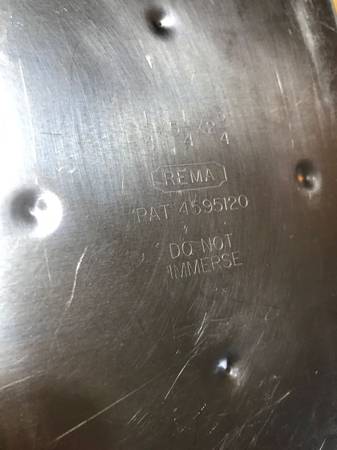 REMA
PAT 4595120
DO NOT
IMMERSE